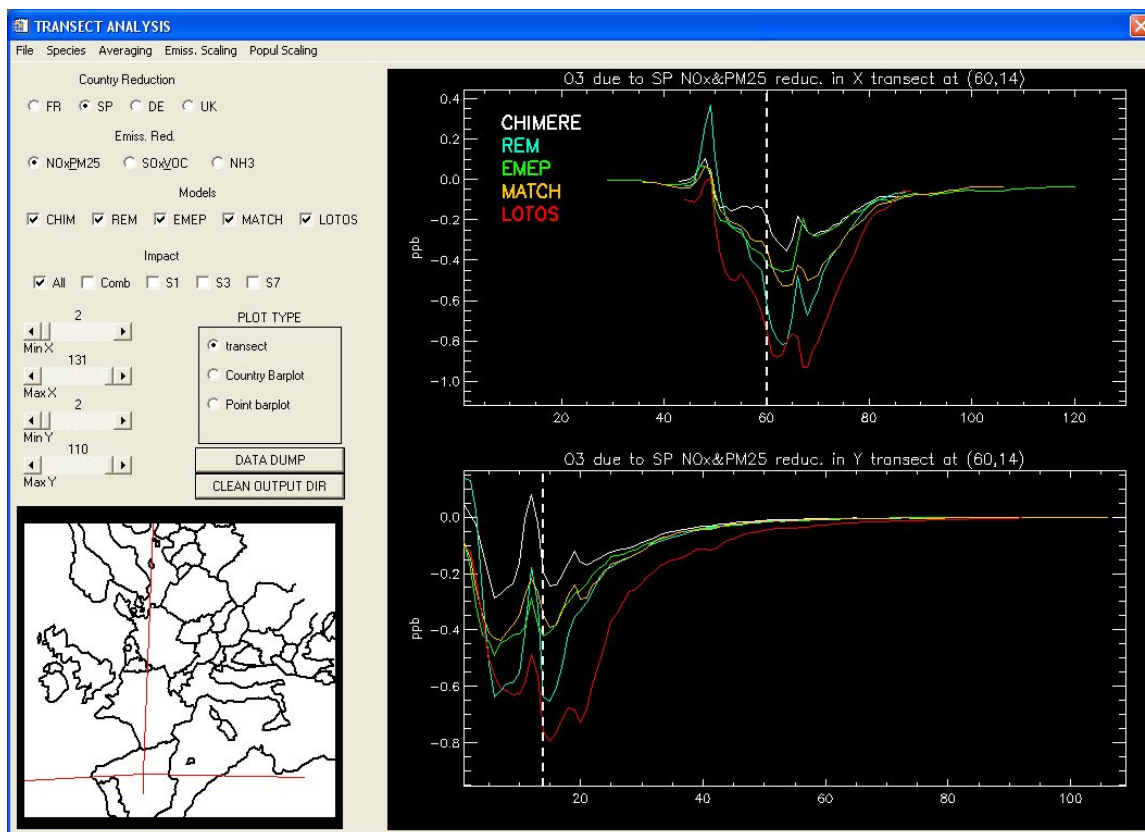 TRANSECT ANALYSIS
File Species Averaging Emiss. Scaling Popul Scaling
Country Reduction
FR SP DE UK
Emiss. Red.
NOxPM25 SOxVOC NH3
Models
CHIM REM EMEP MATCH LOTOS
Impact
All Comb S1 S3 S7
2
Min X
131
Max X
2
Min Y
110
Max Y
PLOT TYPE
transect
Country Barplot
Point barplot
DATA DUMP
CLEAN OUTPUT DIR
O3 due to SP NOx&PM25 reduc. in X transect at (60,14)
CHIMERE
REM
EMEP
MATCH
LOTOS
ppb
0.4
0.2
0.0
-0.2
-0.4
-0.6
-0.8
-1.0
20 40 60 80 100 120
O3 due to SP NOx&PM25 reduc. in Y transect at (60,14)
ppb
0.0
-0.2
-0.4
-0.6
-0.8
20 40 60 80 100